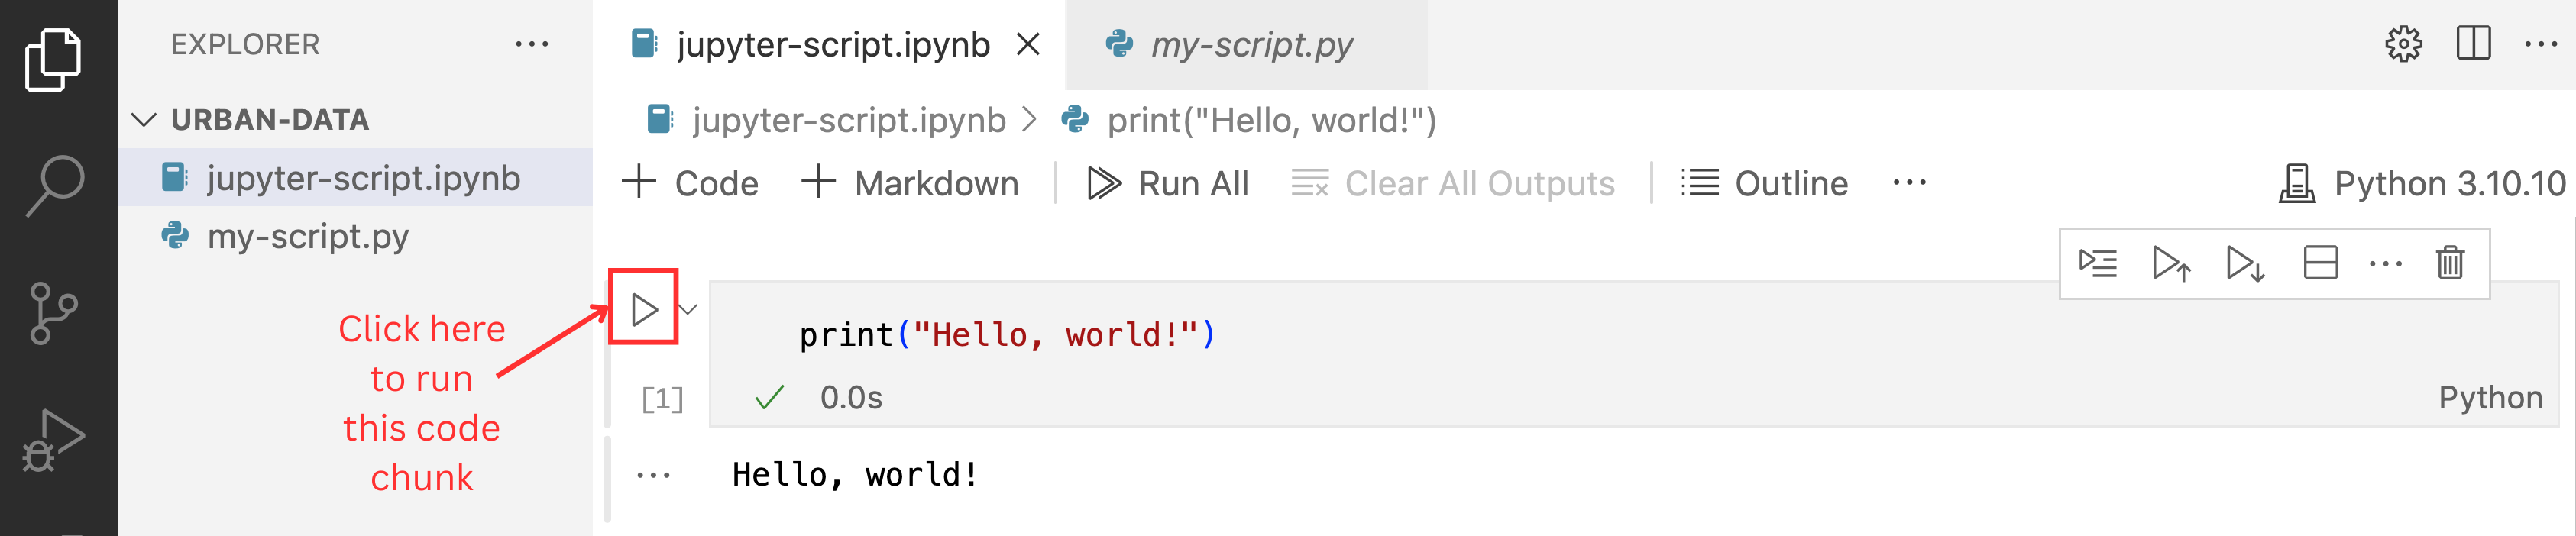 EXPLORER ...
URBAN-DATA
jupyter-script.ipynb
my-script.py
Click here
to run
this code
chunk
jupyter-script.ipynb my-script.py
jupyter-script.ipynb > print("Hello, world!")
+ Code + Markdown Run All Clear All Outputs Outline ... Python 3.10.10
print("Hello, world!")
[1] ✓ 0.0s Python
... Hello, world!